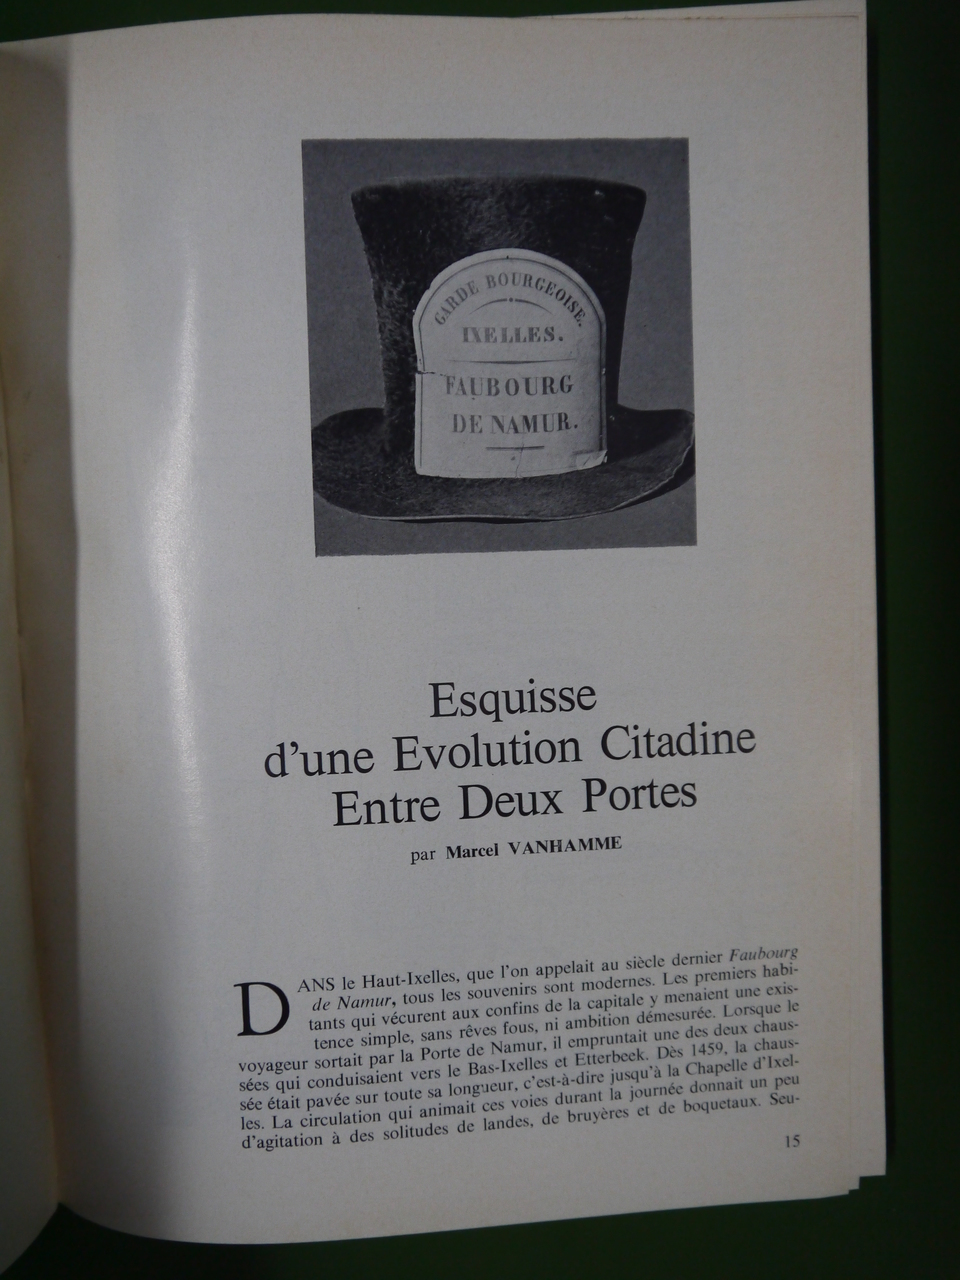 GARDE BOURGEOISE.
IXELLES.
FAUBOURG
DE NAMUR.
Esquisse
d'une Evolution Citadine
Entre Deux Portes
par Marcel VANHAMME
DANS le Haut-Ixelles, que l'on appelait au siècle dernier Faubourg
de Namur, tous les souvenirs sont modernes. Les premiers habi-
tants qui vécurent aux confins de la capitale y menaient une exis-
tence simple, sans rêves fous, ni ambition démesurée. Lorsque le
voyageur sortait par la Porte de Namur, il empruntait une des deux chaus-
sées qui conduisaient vers le Bas-Ixelles et Etterbeek. Dès 1459, la chaus-
sée était pavée sur toute sa longueur, c'est-à-dire jusqu'à la Chapelle d'Ixel-
les. La circulation qui animait ces voies durant la journée donnait un peu
d'agitation à des solitudes de landes, de bruyères et de boquetaux. Seu-
15